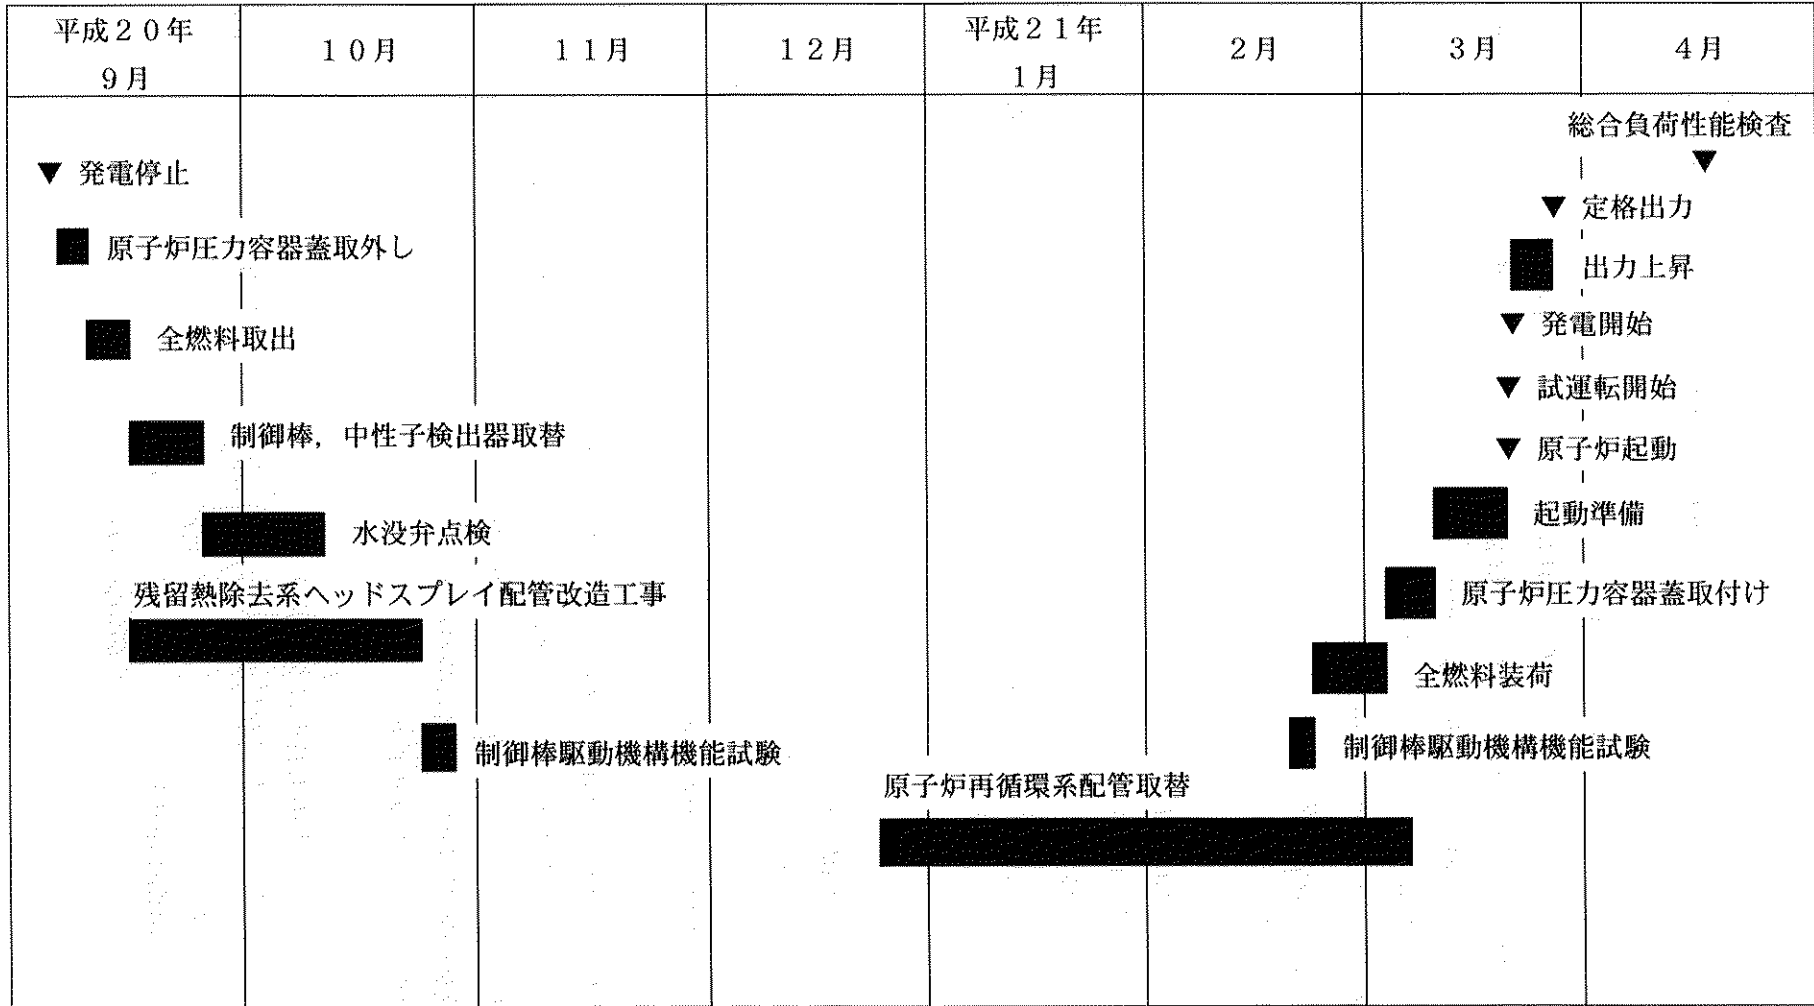 平成２０年
９月
１０月
１１月
１２月
平成２１年
１月
２月
３月
４月
総合負荷性能検査
発電停止
定格出力
原子炉圧力容器蓋取外し
出力上昇
発電開始
全燃料取出
試運転開始
制御棒，中性子検出器取替
原子炉起動
水没弁点検
起動準備
残留熱除去系ヘッドスプレイ配管改造工事
原子炉圧力容器蓋取付け
全燃料装荷
制御棒駆動機構機能試験
制御棒駆動機構機能試験
原子炉再循環系配管取替